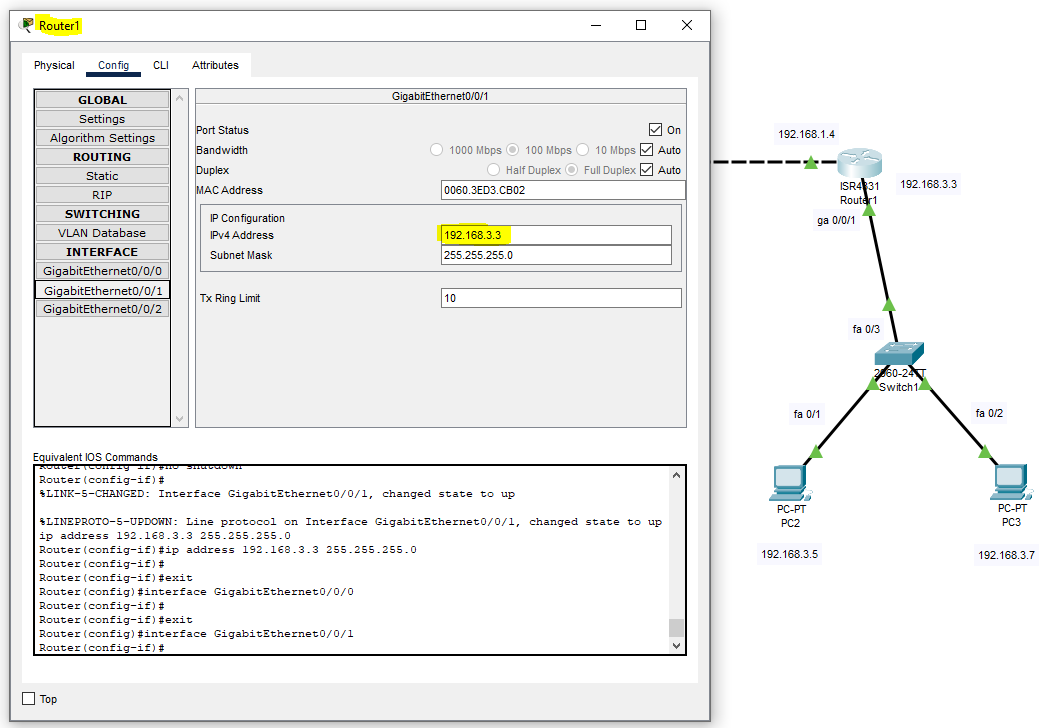 Router1
Physical Config CLI Attributes
GLOBAL
Settings
Algorithm Settings
ROUTING
Static
RIP
SWITCHING
VLAN Database
INTERFACE
GigabitEthernet0/0/0
GigabitEthernet0/0/1
GigabitEthernet0/0/2
GigabitEthernet0/0/1
Port Status On
Bandwidth 1000 Mbps 100 Mbps 10 Mbps Auto
Duplex Half Duplex Full Duplex Auto
MAC Address 0060.3ED3.CB02
IP Configuration
IPv4 Address 192.168.3.3
Subnet Mask 255.255.255.0
Tx Ring Limit 10
Equivalent IOS Commands
Router(config-if)#no shutdown
Router(config-if)#
%LINK-5-CHANGED: Interface GigabitEthernet0/0/1, changed state to up
%LINEPROTO-5-UPDOWN: Line protocol on Interface GigabitEthernet0/0/1, changed state to up
ip address 192.168.3.3 255.255.255.0
Router(config-if)#ip address 192.168.3.3 255.255.255.0
Router(config-if)#
Router(config-if)#exit
Router(config)#interface GigabitEthernet0/0/0
Router(config-if)#
Router(config-if)#exit
Router(config)#interface GigabitEthernet0/0/1
Router(config-if)#
Top
192.168.1.4
ISR4331
Router1
192.168.3.3
ga 0/0/1
fa 0/3
2960-24TT
Switch1
fa 0/1
fa 0/2
PC-PT
PC2
PC-PT
PC3
192.168.3.5
192.168.3.7